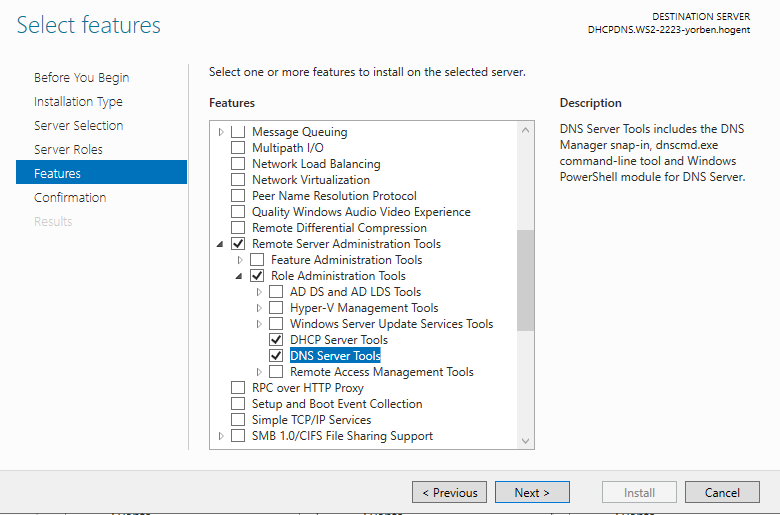 Select features
DESTINATION SERVER
DHCPDNS.WS2-2223-yorben.hogent
Before You Begin
Installation Type
Server Selection
Server Roles
Features
Confirmation
Results
Select one or more features to install on the selected server.
Features
Message Queuing
Multipath I/O
Network Load Balancing
Network Virtualization
Peer Name Resolution Protocol
Quality Windows Audio Video Experience
Remote Differential Compression
Remote Server Administration Tools
Feature Administration Tools
Role Administration Tools
AD DS and AD LDS Tools
Hyper-V Management Tools
Windows Server Update Services Tools
DHCP Server Tools
DNS Server Tools
Remote Access Management Tools
RPC over HTTP Proxy
Setup and Boot Event Collection
Simple TCP/IP Services
SMB 1.0/CIFS File Sharing Support
Description
DNS Server Tools includes the DNS
Manager snap-in, dnscmd.exe
command-line tool and Windows
PowerShell module for DNS Server.
< Previous
Next >
Install
Cancel